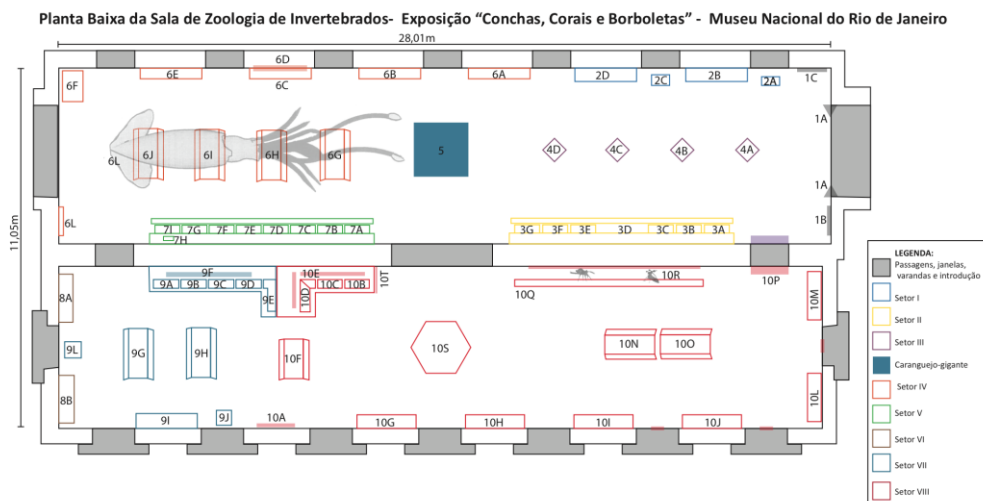 Planta Baixa da Sala de Zoologia de Invertebrados- Exposição “Conchas, Corais e Borboletas” - Museu Nacional do Rio de Janeiro
28,01m
11,05m
6D
6F
6E
6C
6B
6A
2D
2C
2B
2A
1C
1A
6L
6J
6I
6H
6G
5
4D
4C
4B
4A
1A
6L
1B
7I 7G 7F 7E 7D 7C 7B 7A
7H
3G 3F 3E 3D 3C 3B 3A
8A
9F
9A 9B 9C 9D
9E
10E
10D
10C 10B
10T
10Q
10R
10P
10M
9L
9G
9H
10F
10S
10N
10O
8B
9I
9J
10A
10G
10H
10I
10J
10L
LEGENDA:
Passagens, janelas,
varandas e introdução
Setor I
Setor II
Setor III
Caranguejo-gigante
Setor IV
Setor V
Setor VI
Setor VII
Setor VIII